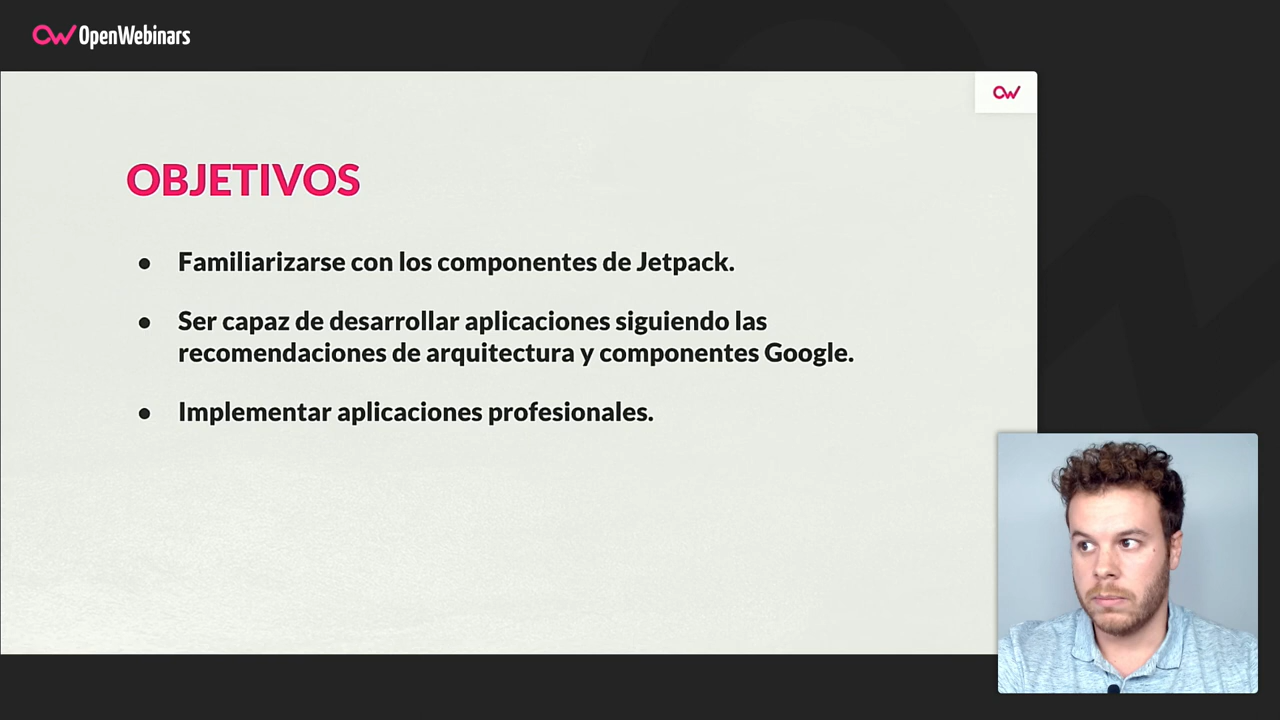 OpenWebinars
OBJETIVOS
● Familiarizarse con los componentes de Jetpack.
● Ser capaz de desarrollar aplicaciones siguiendo las
recomendaciones de arquitectura y componentes Google.
● Implementar aplicaciones profesionales.